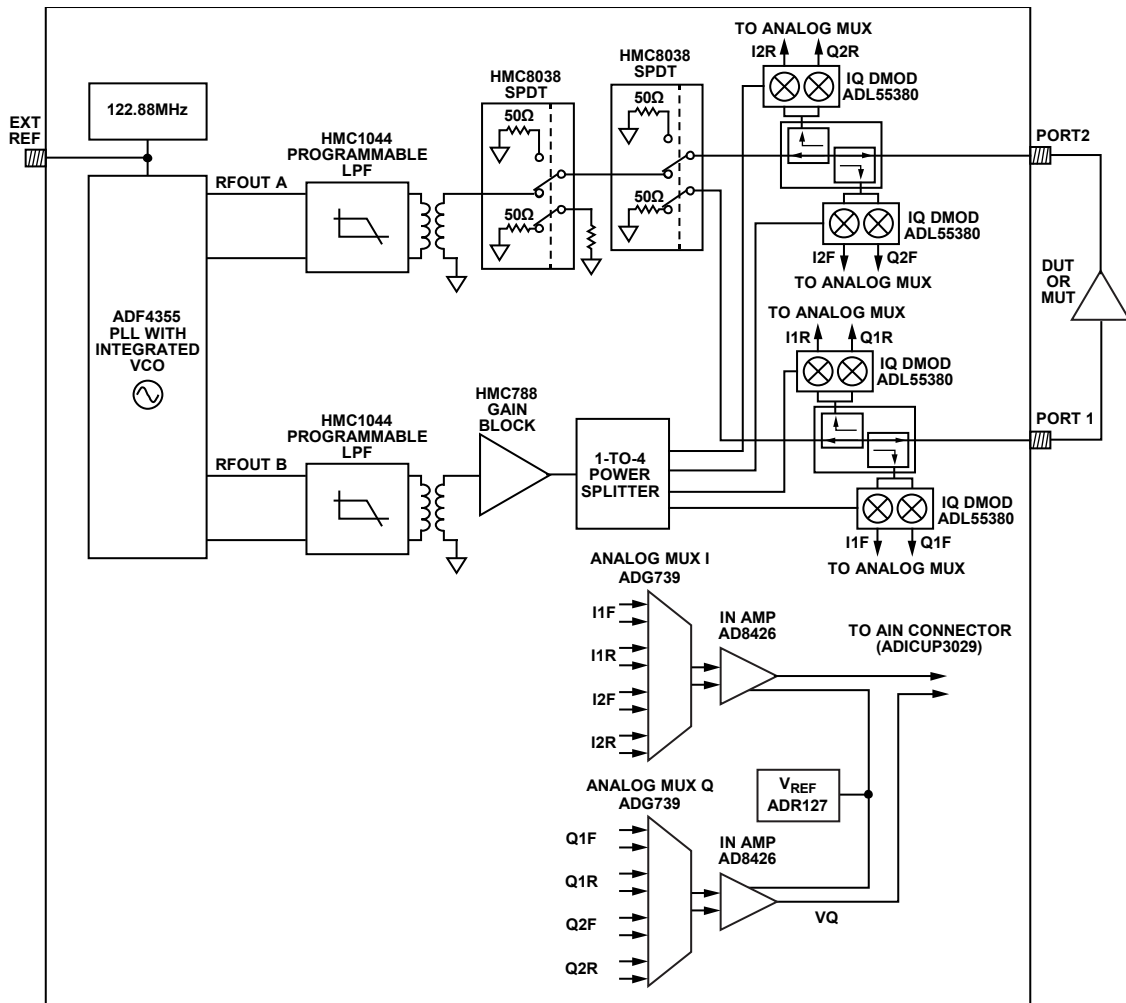 TO ANALOG MUX
I2R
Q2R
IQ DMOD
ADL55380
HMC8038
SPDT
50Ω
50Ω
HMC8038
SPDT
50Ω
50Ω
122.88MHz
EXT
REF
HMC1044
PROGRAMMABLE
LPF
RFOUT A
PORT2
IQ DMOD
ADL55380
I2F
Q2F
TO ANALOG MUX
DUT
OR
MUT
ADF4355
PLL WITH
INTEGRATED
VCO
TO ANALOG MUX
I1R
Q1R
IQ DMOD
ADL55380
HMC788
GAIN
BLOCK
HMC1044
PROGRAMMABLE
LPF
RFOUT B
1-TO-4
POWER
SPLITTER
PORT 1
IQ DMOD
ADL55380
I1F
Q1F
TO ANALOG MUX
ANALOG MUX I
ADG739
I1F
I1R
I2F
I2R
IN AMP
AD8426
TO AIN CONNECTOR
(ADICUP3029)
VREF
ADR127
ANALOG MUX Q
ADG739
Q1F
Q1R
Q2F
Q2R
IN AMP
AD8426
VQ